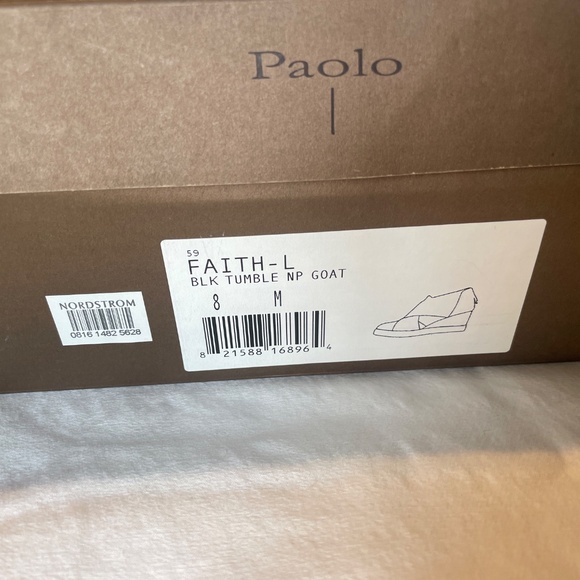 Paolo
59
FAITH-L
BLK TUMBLE NP GOAT
8 M
8 21588 16896 4
NORDSTROM
0816 1482 5628